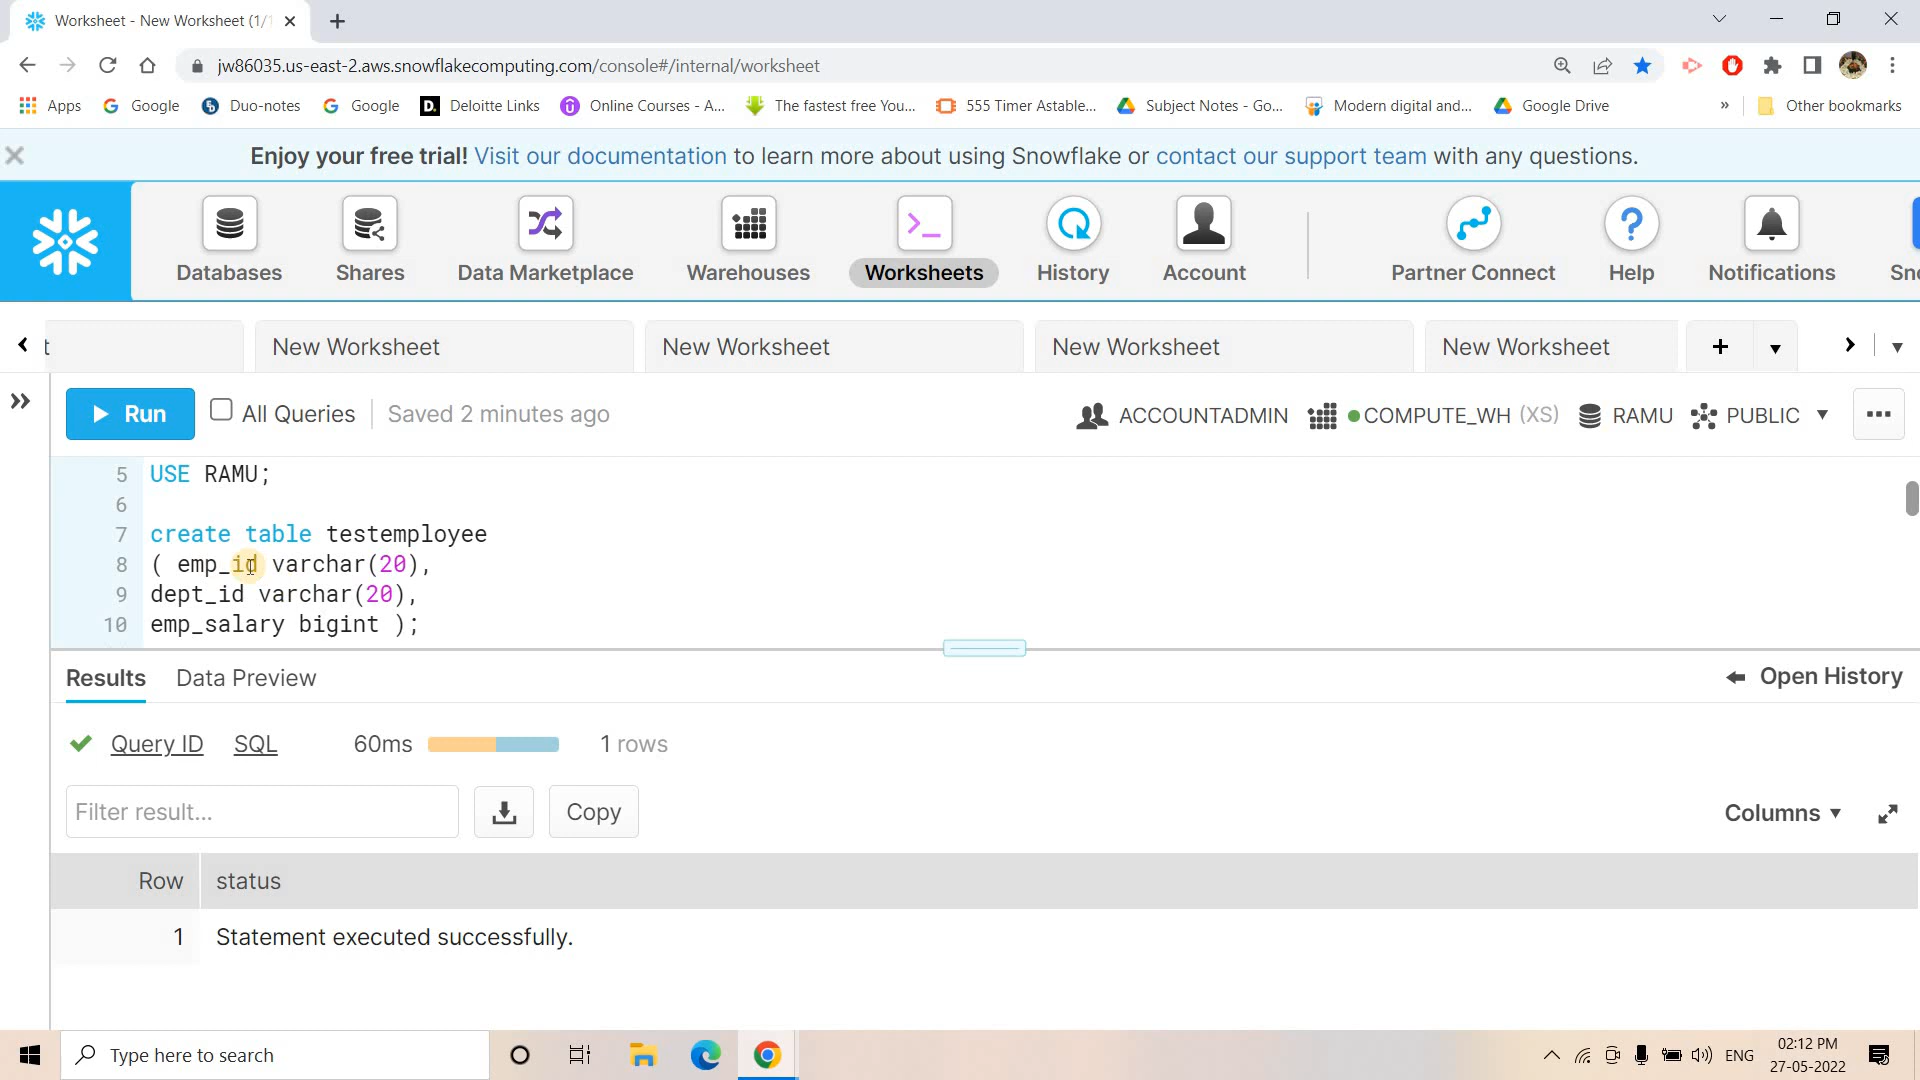 Worksheet - New Worksheet (1/1
jw86035.us-east-2.aws.snowflakecomputing.com/console#/internal/worksheet
Apps Google Duo-notes Google D. Deloitte Links Online Courses - A... The fastest free You... 555 Timer Astable... Subject Notes - Go... Modern digital and... Google Drive » Other bookmarks
Enjoy your free trial! Visit our documentation to learn more about using Snowflake or contact our support team with any questions.
Databases Shares Data Marketplace Warehouses Worksheets History Account Partner Connect Help Notifications Sno
t New Worksheet New Worksheet New Worksheet New Worksheet
Run All Queries Saved 2 minutes ago ACCOUNTADMIN COMPUTE_WH (XS) RAMU PUBLIC
5 USE RAMU;
6
7 create table testemployee
8 ( emp_id varchar(20),
9 dept_id varchar(20),
10 emp_salary bigint );
Results Data Preview Open History
Query ID SQL 60ms 1 rows
Filter result... Copy Columns
Row status
1 Statement executed successfully.
Type here to search ENG 02:12 PM
27-05-2022